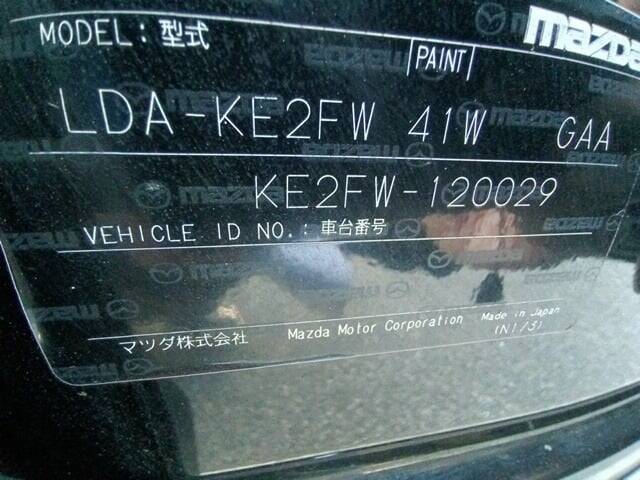 mazda
MODEL: 型式 PAINT
LDA-KE2FW 41W GAA
KE2FW-120029
VEHICLE ID NO.: 車台番号
マツダ株式会社 Mazda Motor Corporation Made in Japan
(N1/3)